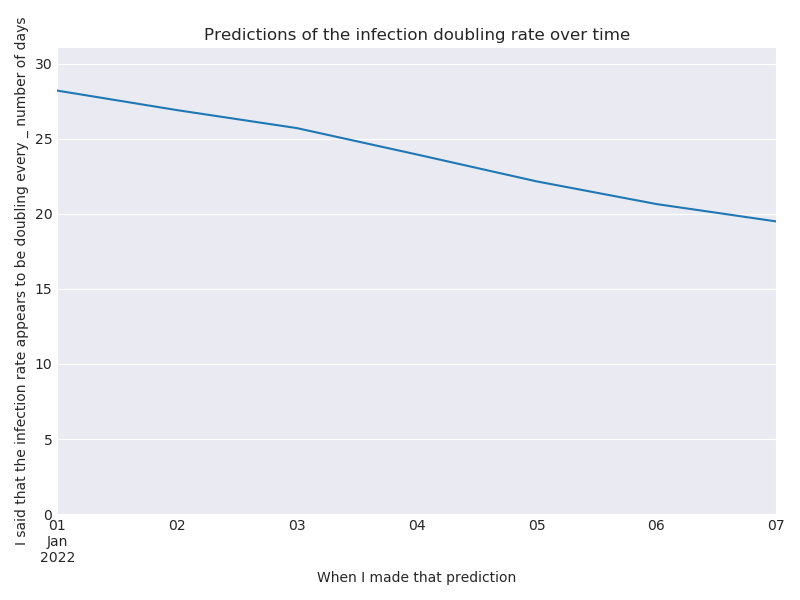 Predictions of the infection doubling rate over time
I said that the infection rate appears to be doubling every _ number of days
30
25
20
15
10
5
0
01 02 03 04 05 06 07
Jan
2022
When I made that prediction